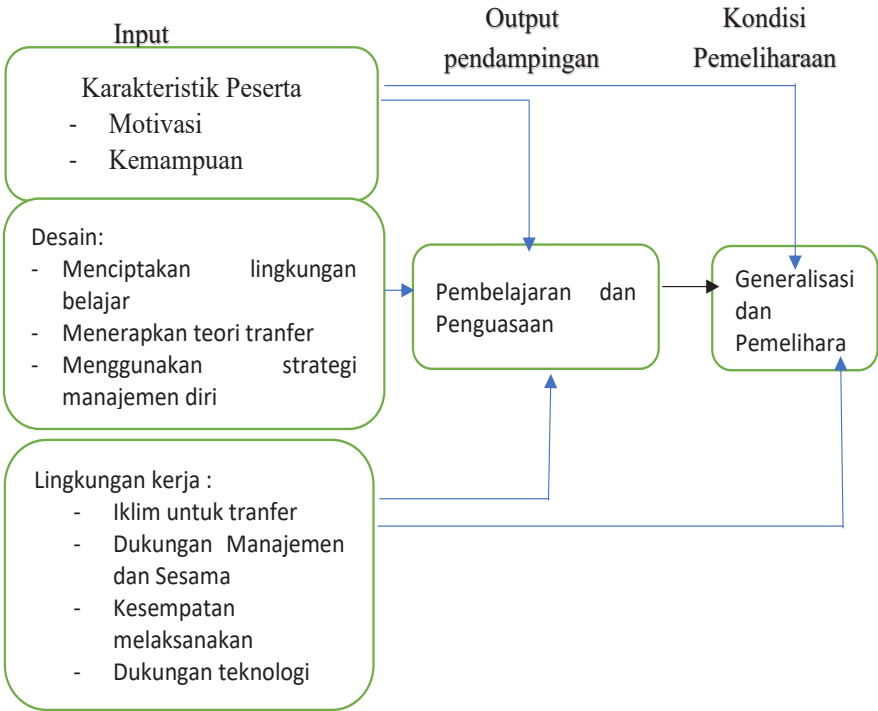 Input
Output
pendampingan
Kondisi
Pemeliharaan
Karakteristik Peserta
- Motivasi
- Kemampuan
Desain:
- Menciptakan lingkungan
belajar
- Menerapkan teori tranfer
- Menggunakan strategi
manajemen diri
Lingkungan kerja :
- Iklim untuk tranfer
- Dukungan Manajemen
dan Sesama
- Kesempatan
melaksanakan
- Dukungan teknologi
Pembelajaran dan
Penguasaan
Generalisasi
dan
Pemelihara